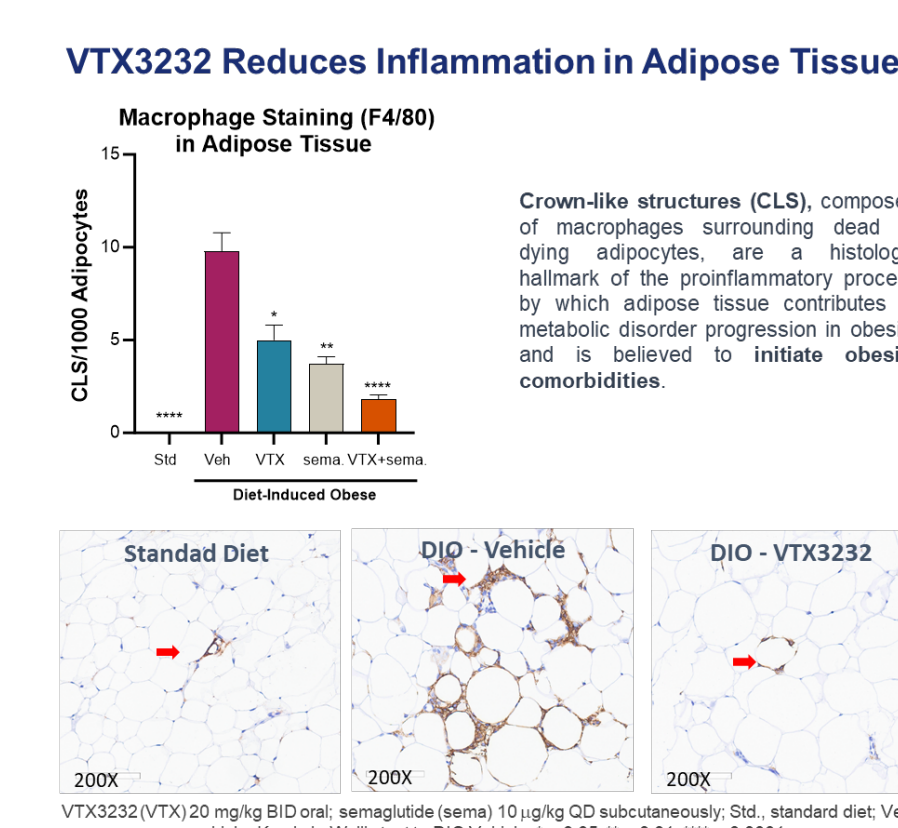 VTX3232 Reduces Inflammation in Adipose Tissue
Macrophage Staining (F4/80)
in Adipose Tissue
CLS/1000 Adipocytes
15
10
5
0
****
*
**
****
Std Veh VTX sema. VTX+sema.
Diet-Induced Obese
Crown-like structures (CLS), compose
of macrophages surrounding dead
dying adipocytes, are a histolog
hallmark of the proinflammatory proce
by which adipose tissue contributes
metabolic disorder progression in obesi
and is believed to initiate obesi
comorbidities.
Standad Diet
200X
DIO - Vehicle
200X
DIO - VTX3232
200X
VTX3232 (VTX) 20 mg/kg BID oral; semaglutide (sema) 10 µg/kg QD subcutaneously; Std., standard diet; Ve